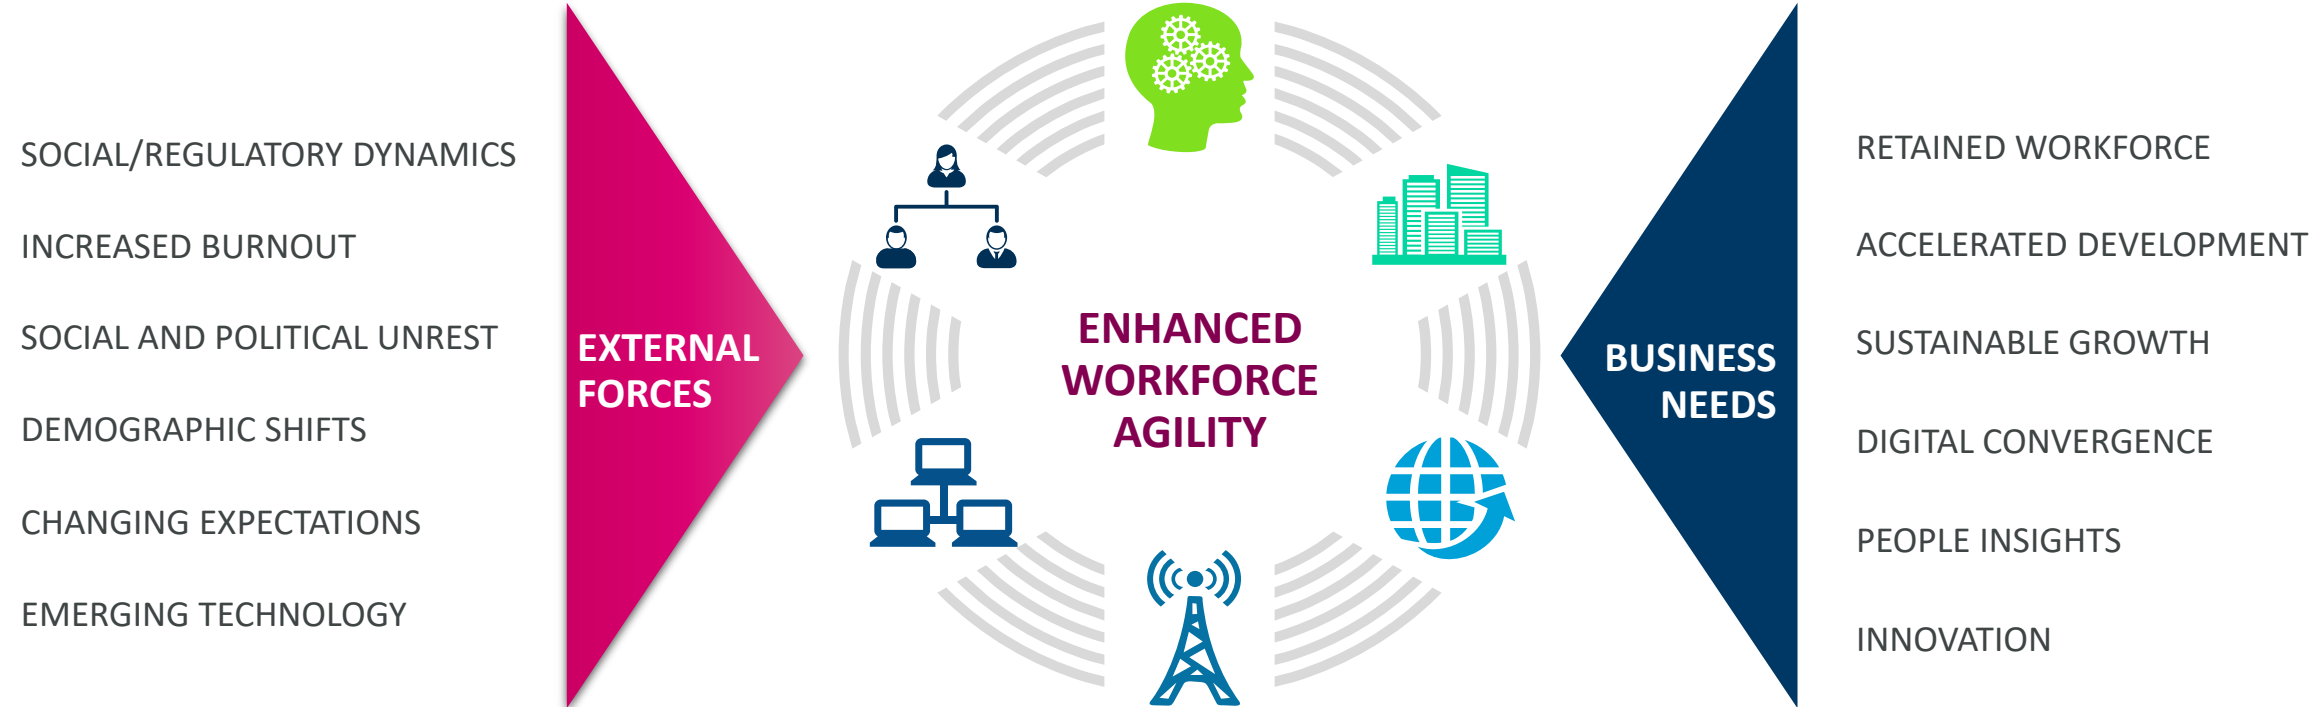 SOCIAL/REGULATORY DYNAMICS
INCREASED BURNOUT
SOCIAL AND POLITICAL UNREST
DEMOGRAPHIC SHIFTS
CHANGING EXPECTATIONS
EMERGING TECHNOLOGY
EXTERNAL
FORCES
ENHANCED
WORKFORCE
AGILITY
BUSINESS
NEEDS
RETAINED WORKFORCE
ACCELERATED DEVELOPMENT
SUSTAINABLE GROWTH
DIGITAL CONVERGENCE
PEOPLE INSIGHTS
INNOVATION